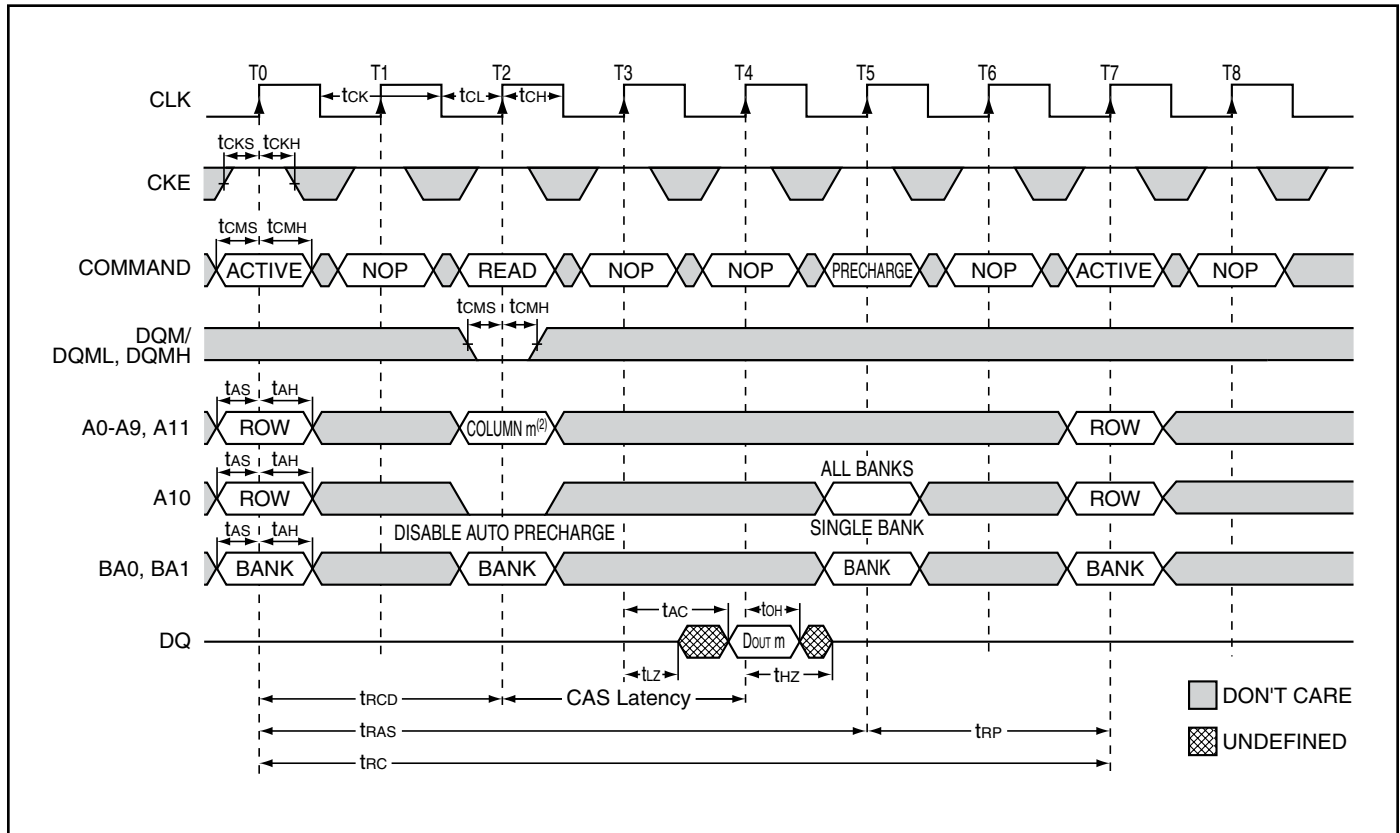 T0 T1 T2 T3 T4 T5 T6 T7 T8
CLK
tCK tCL tCH
tCKS tCKH
CKE
tCMS tCMH
COMMAND ACTIVE NOP READ NOP NOP PRECHARGE NOP ACTIVE NOP
tCMS tCMH
DQM/
DQML, DQMH
tAS tAH
A0-A9, A11 ROW COLUMN m(2) ROW
tAS tAH ALL BANKS
A10 ROW ROW
DISABLE AUTO PRECHARGE SINGLE BANK
tAS tAH
BA0, BA1 BANK BANK BANK BANK
tAC tOH
DQ DOUT m
tLZ tHZ
tRCD CAS Latency
DON'T CARE
tRAS tRP
UNDEFINED
tRC